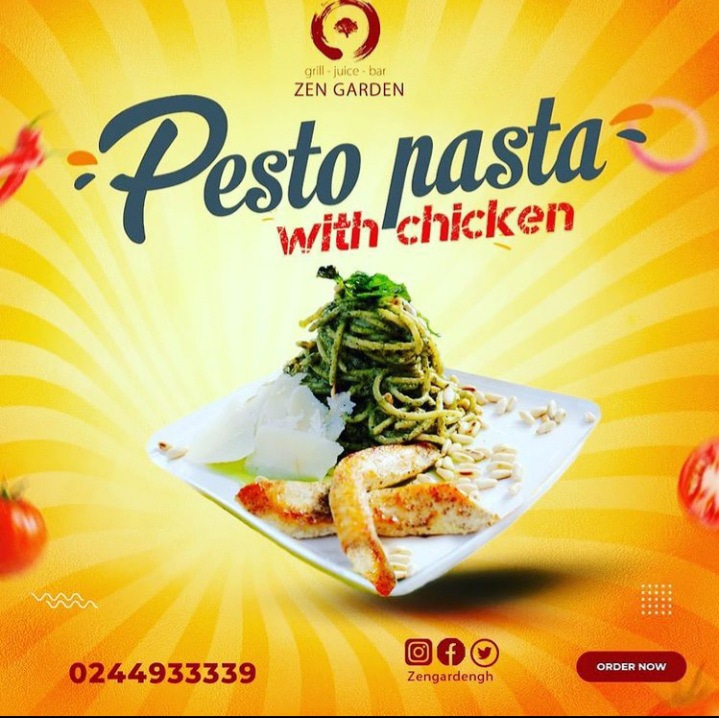 grill - juice - bar
ZEN GARDEN
Pesto pasta
with chicken
0244933339
Zengardengh
ORDER NOW